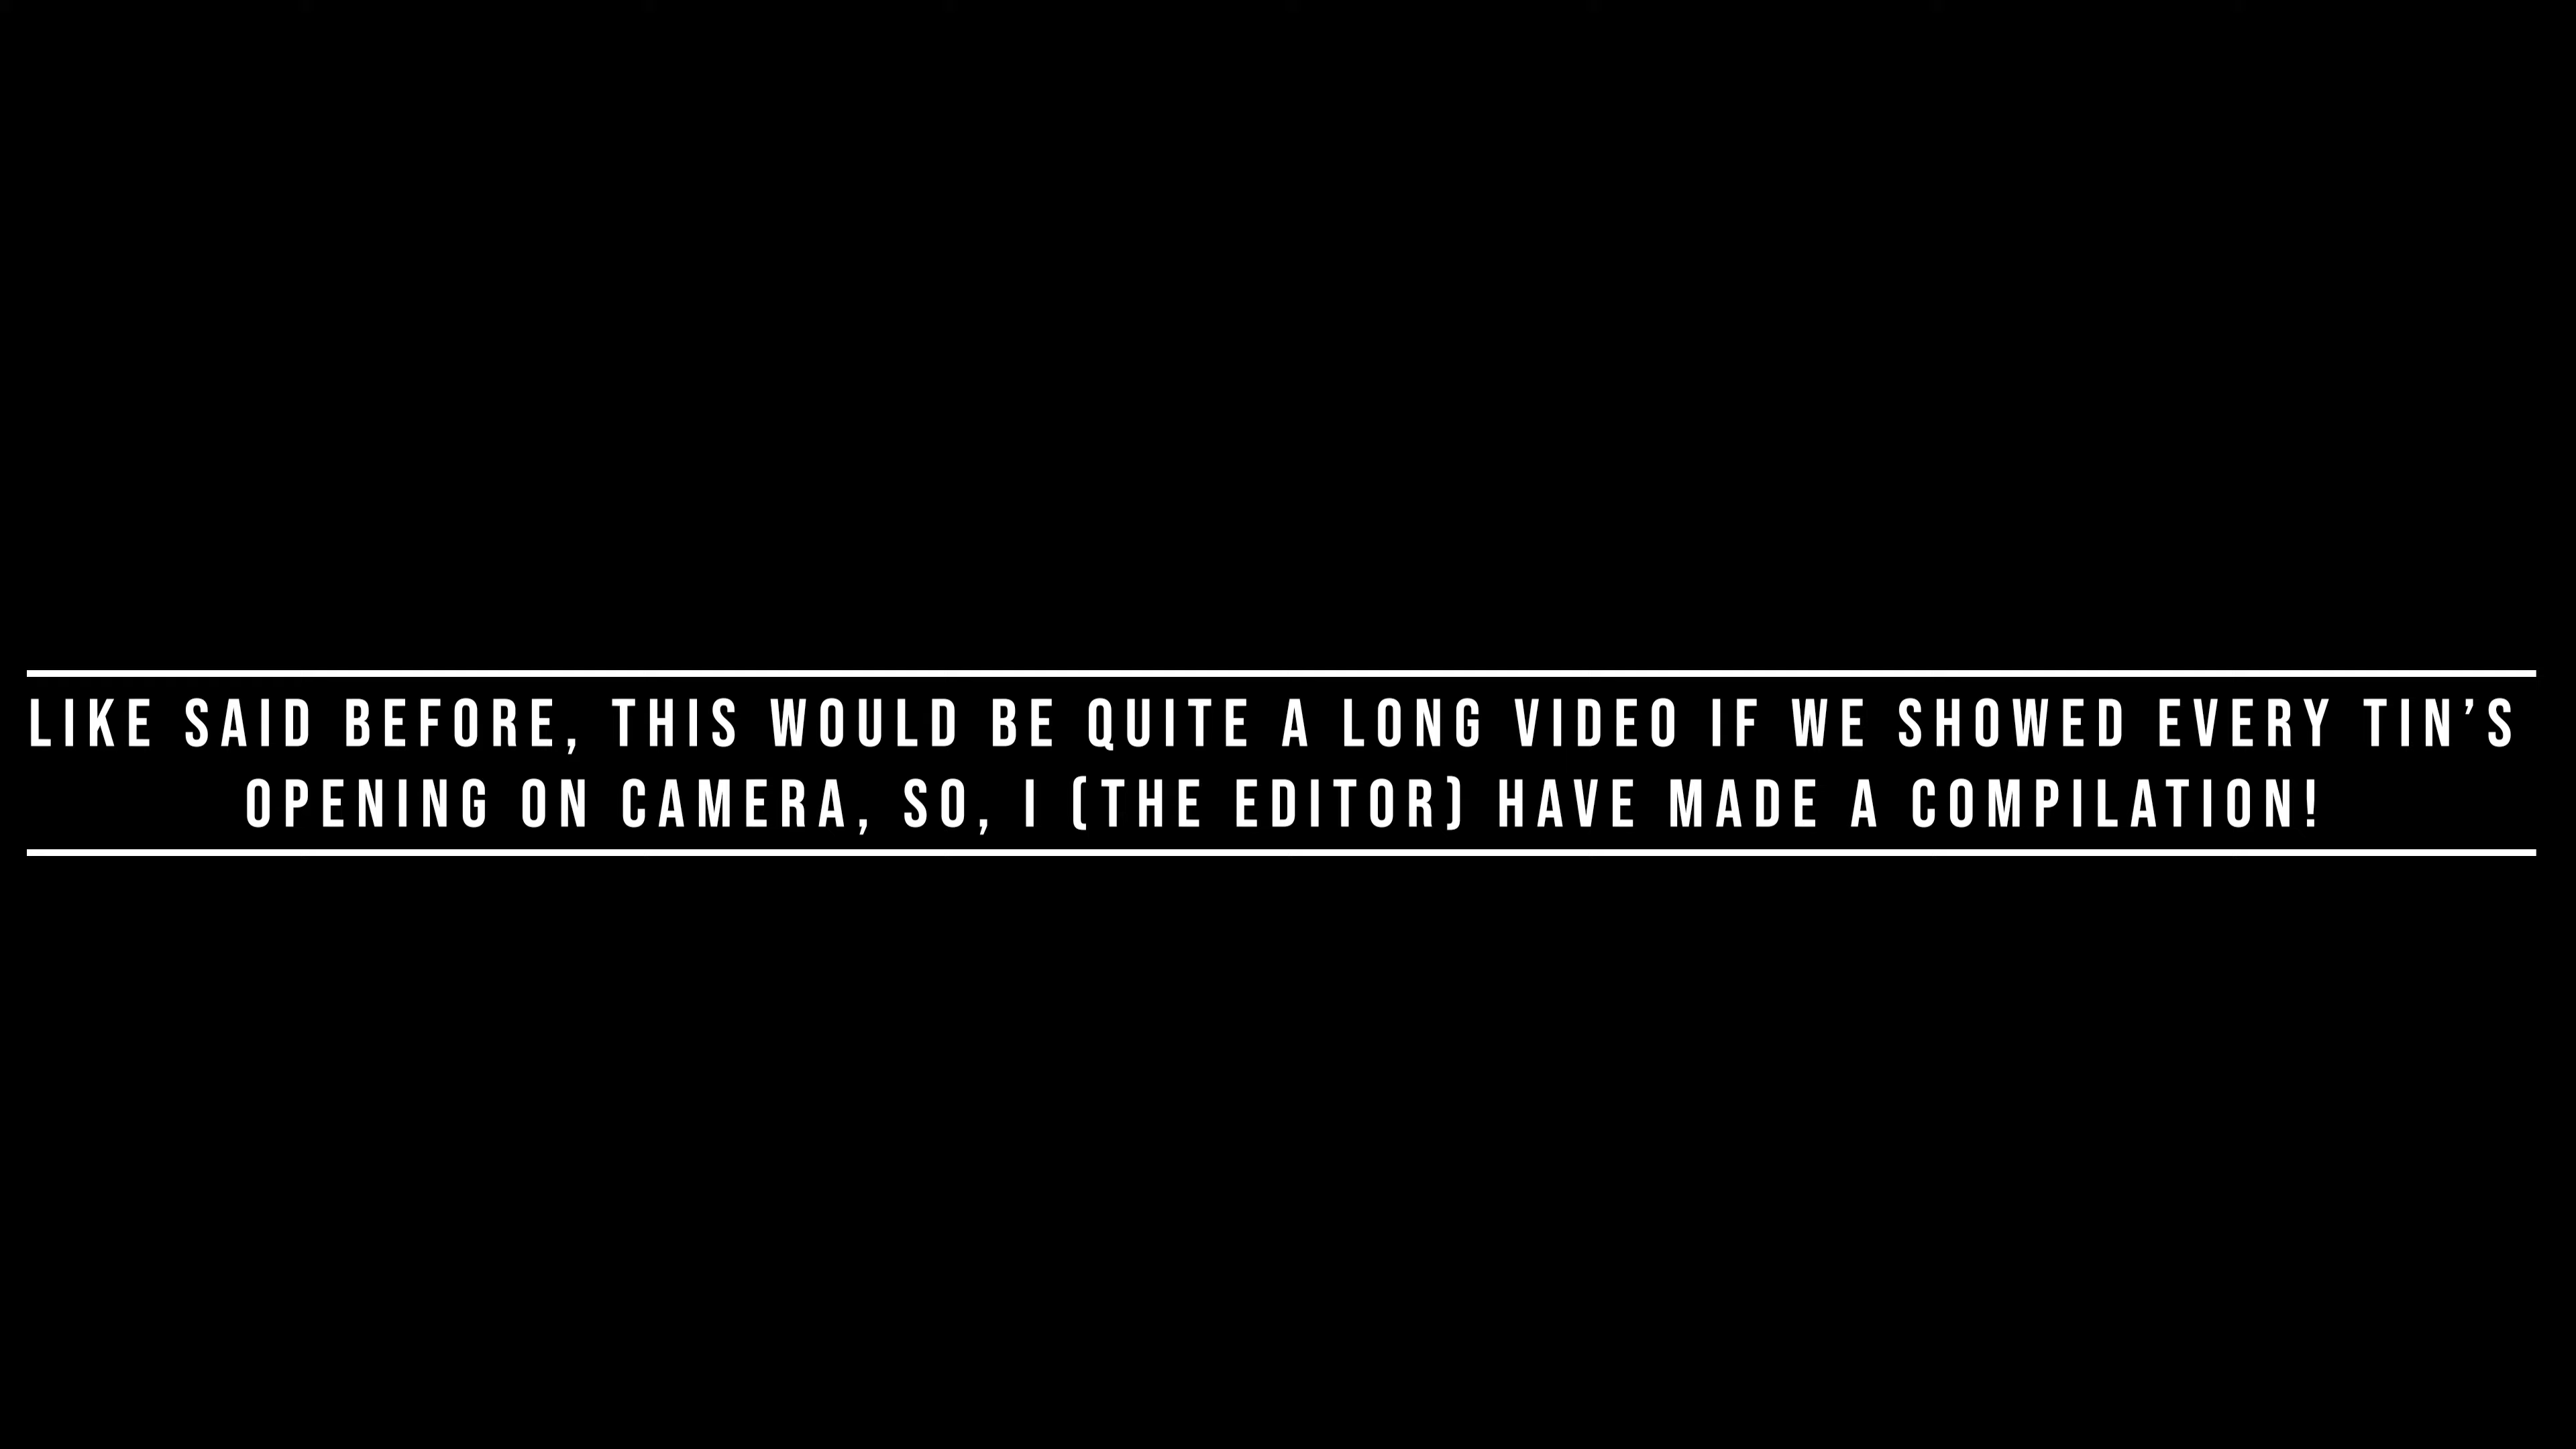 LIKE SAID BEFORE, THIS WOULD BE QUITE A LONG VIDEO IF WE SHOWED EVERY TIN’S
OPENING ON CAMERA, SO, I (THE EDITOR) HAVE MADE A COMPILATION!